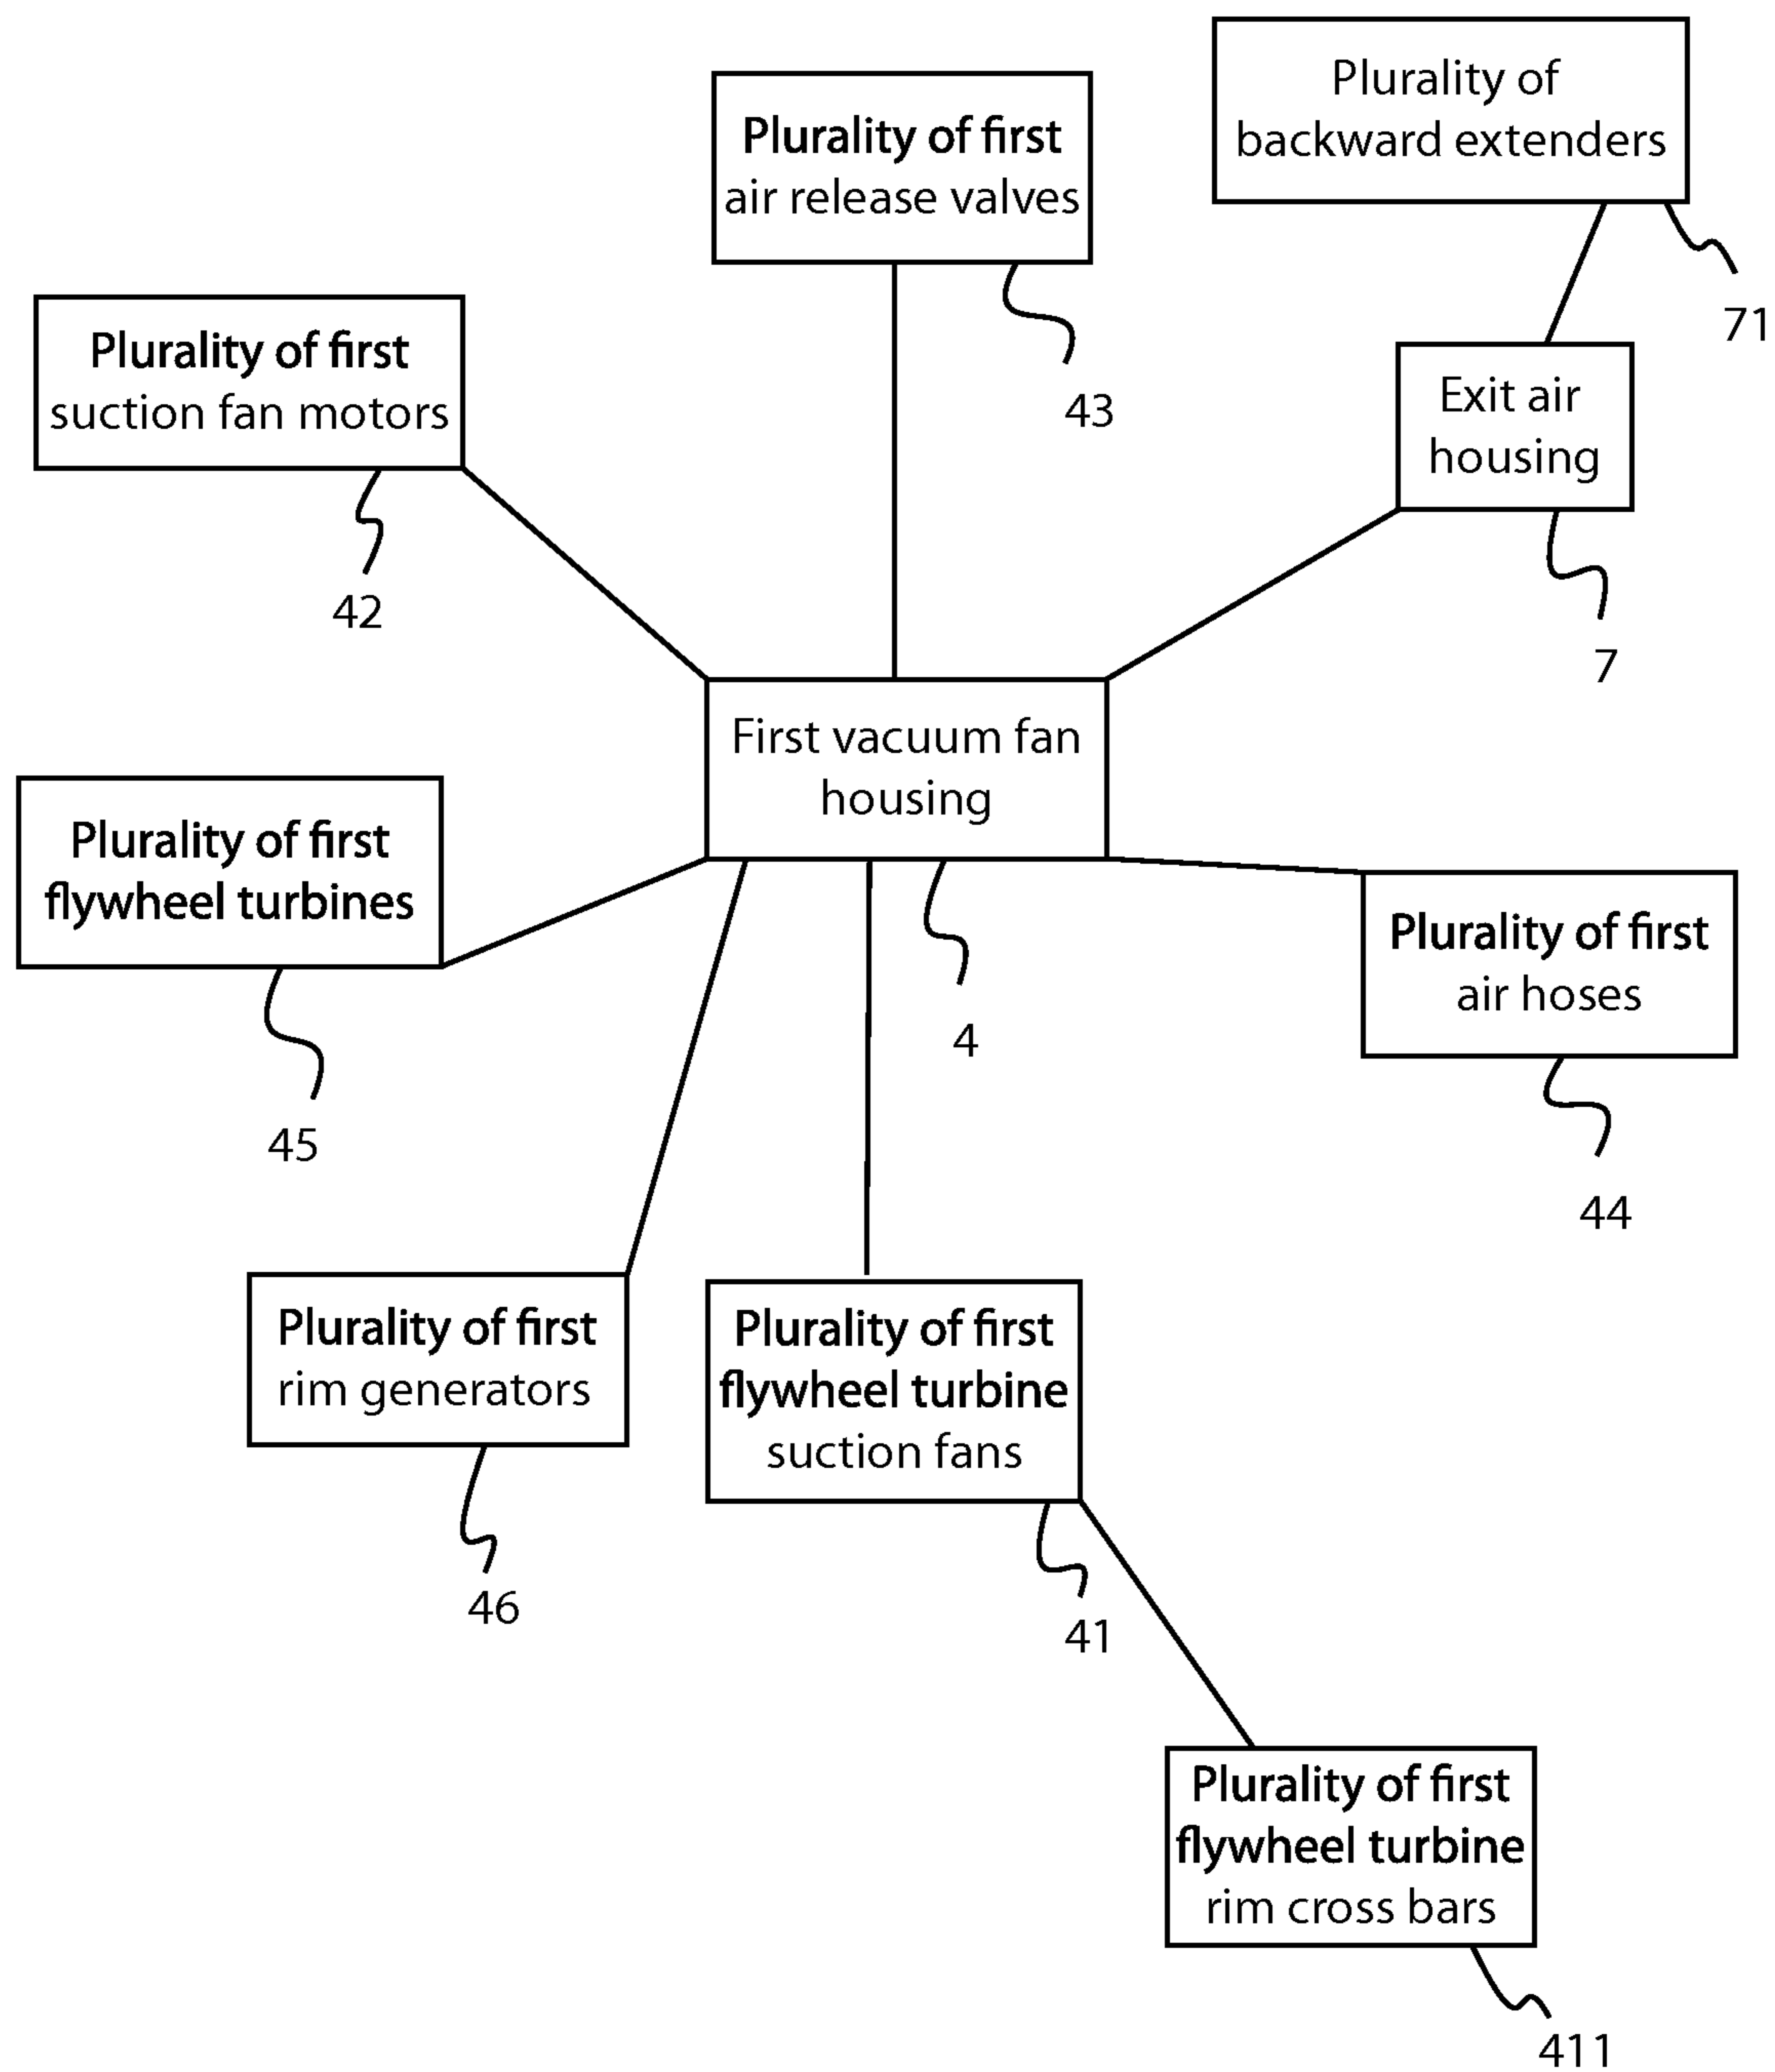 Plurality of
backward extenders
71
Plurality of first
air release valves
43
Plurality of first
suction fan motors
42
Exit air
housing
7
First vacuum fan
housing
4
Plurality of first
flywheel turbines
45
Plurality of first
air hoses
44
Plurality of first
rim generators
46
Plurality of first
flywheel turbine
suction fans
41
Plurality of first
flywheel turbine
rim cross bars
411